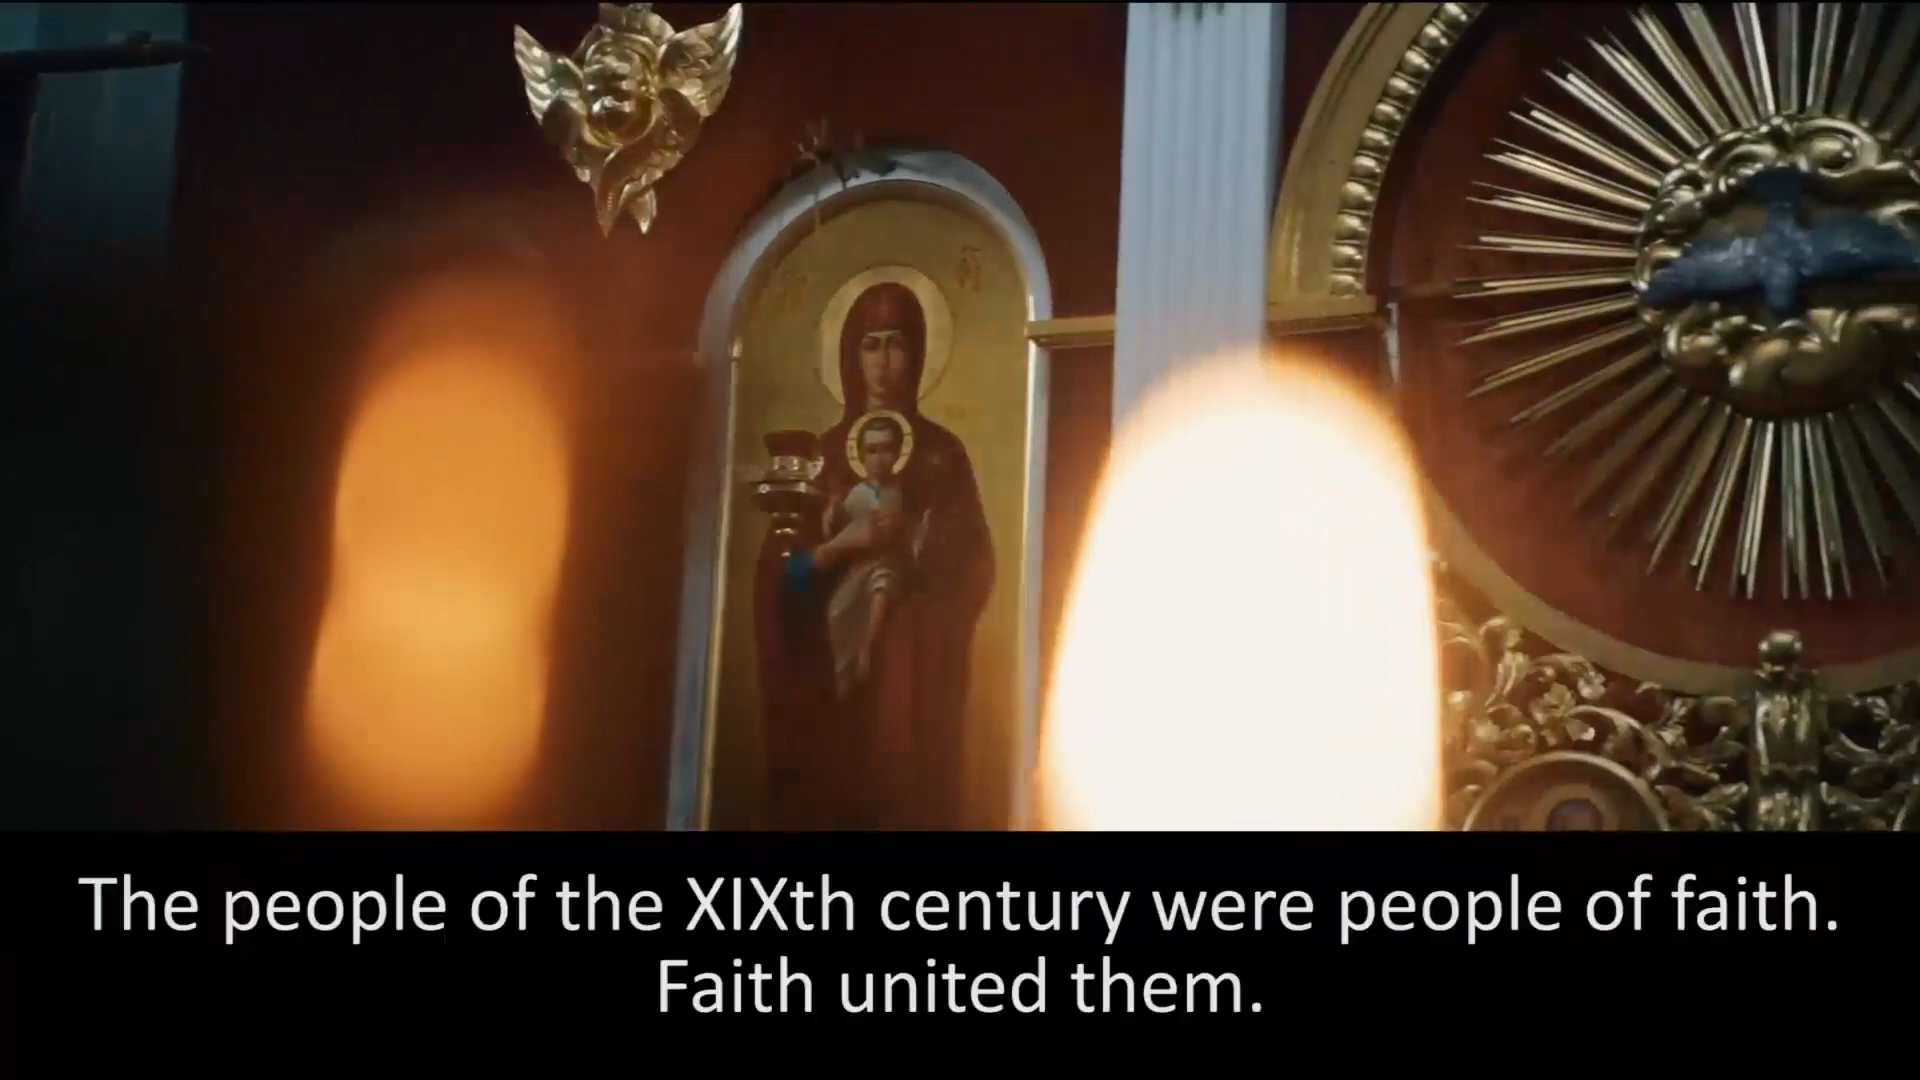 The people of the XIXth century were people of faith.
Faith united them.